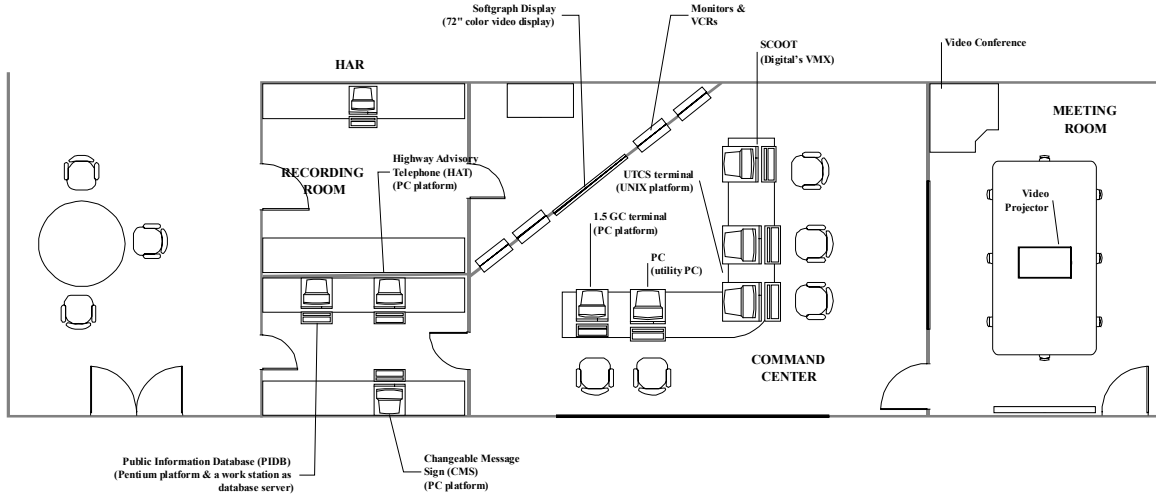 Softgraph Display
(72" color video display)
Monitors &
VCRs
SCOOT
(Digital's VMX)
Video Conference
HAR
MEETING
ROOM
Highway Advisory
Telephone (HAT)
(PC platform)
RECORDING
ROOM
UTCS terminal
(UNIX platform)
Video
Projector
1.5 GC terminal
(PC platform)
PC
(utility PC)
COMMAND
CENTER
Public Information Database (PIDB)
(Pentium platform & a work station as
database server)
Changeable Message
Sign (CMS)
(PC platform)